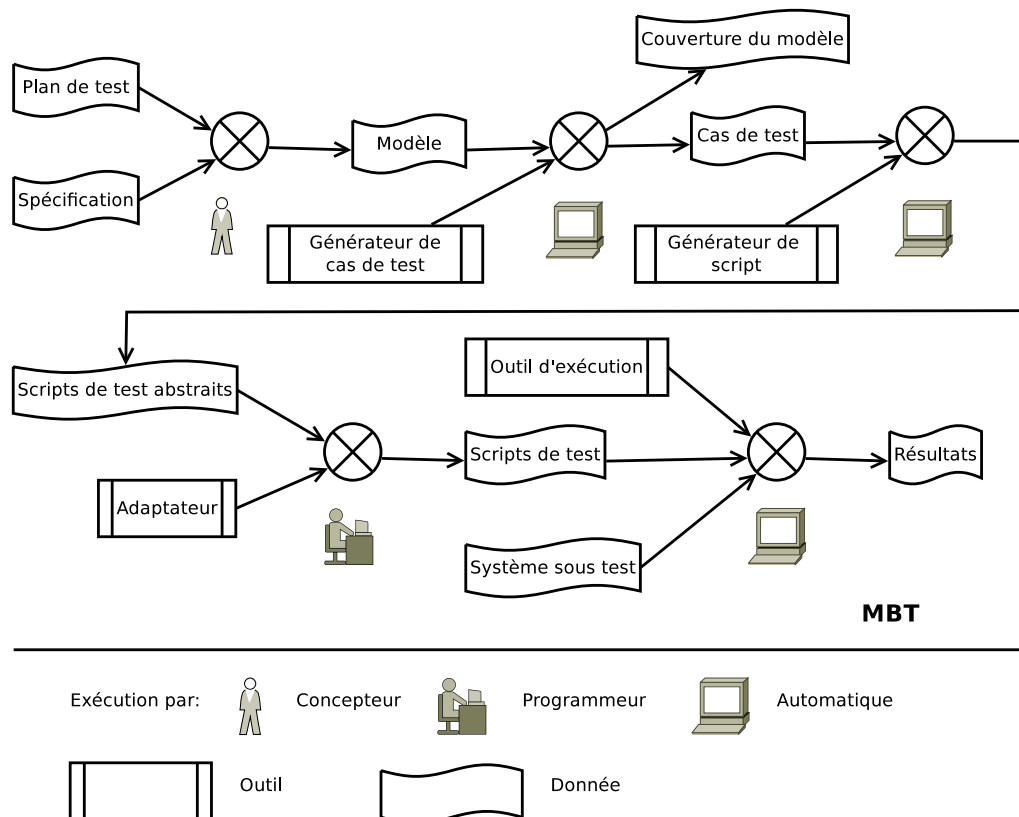 Couverture du modèle
Plan de test
Modèle
Cas de test
Spécification
Générateur de
cas de test
Générateur de
script
Outil d'exécution
Scripts de test abstraits
Scripts de test
Résultats
Adaptateur
Système sous test
MBT
Exécution par:
Concepteur
Programmeur
Automatique
Outil
Donnée